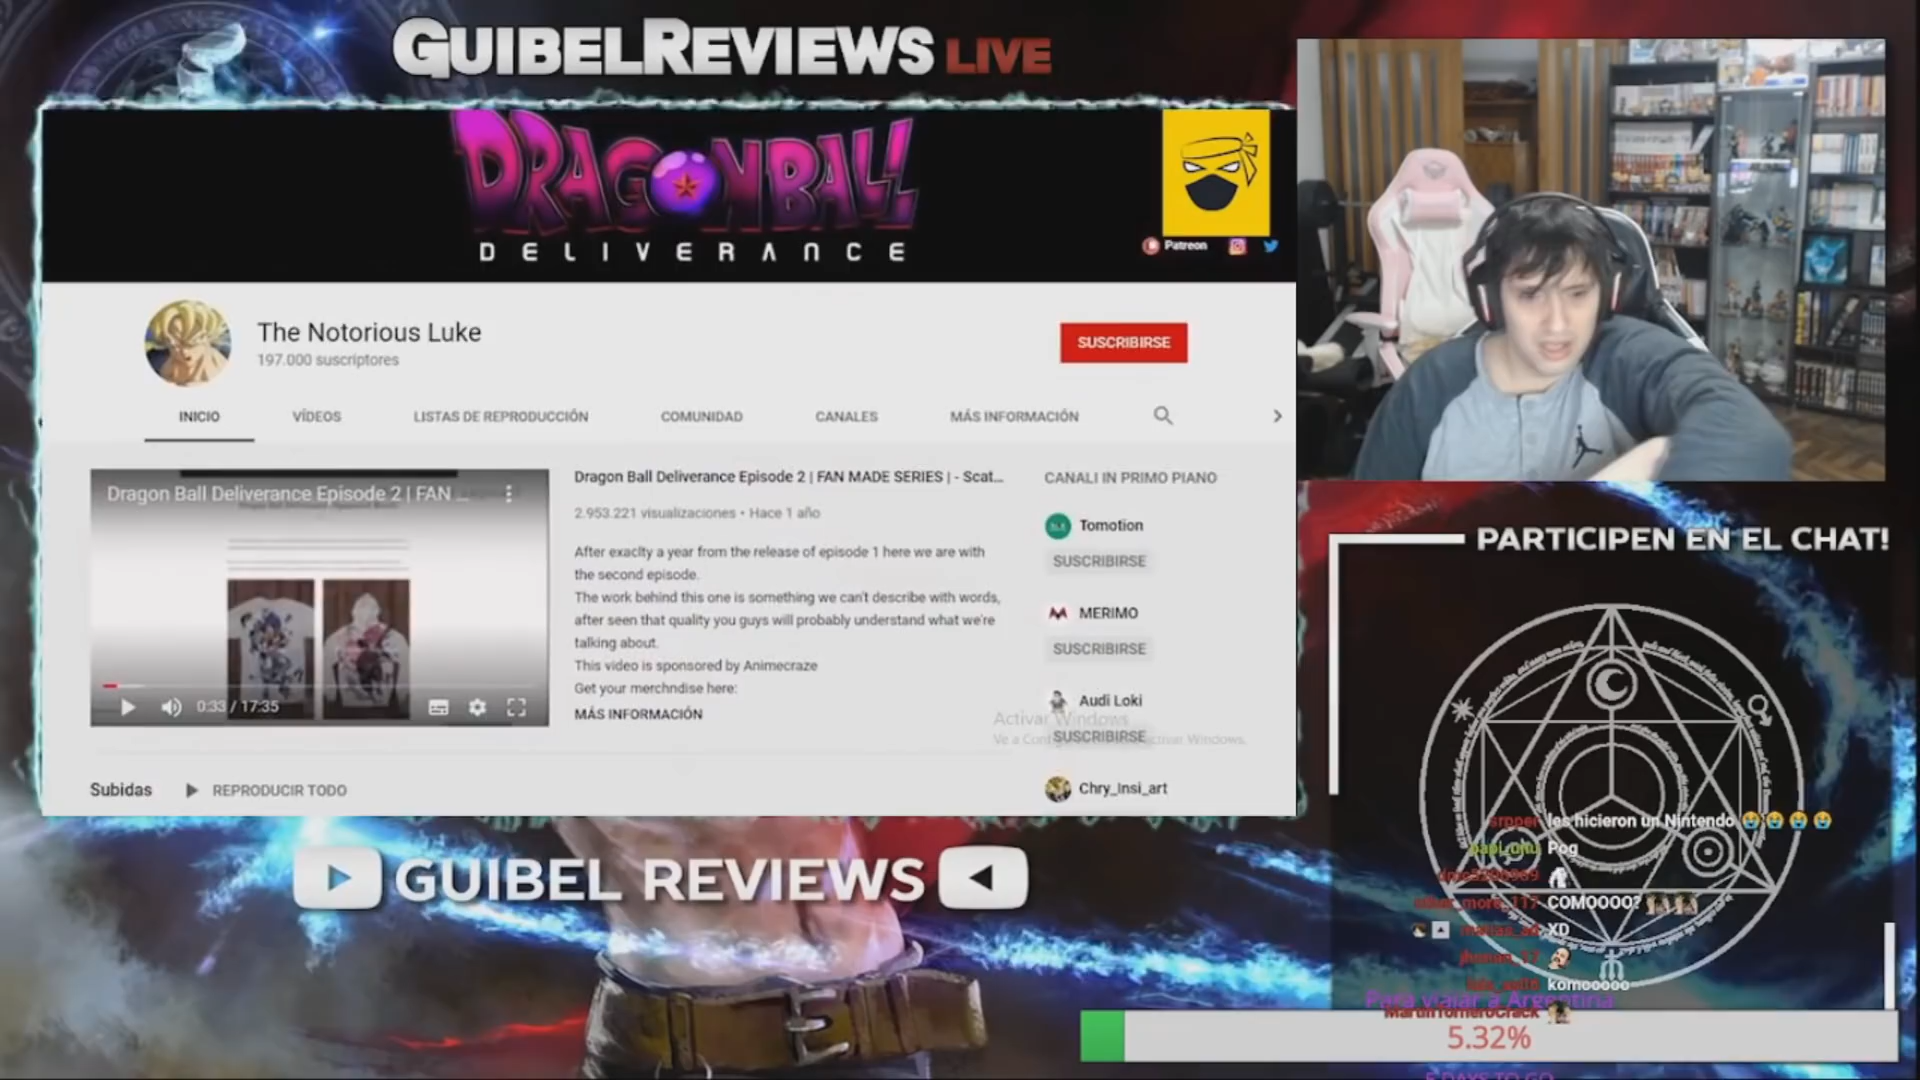 GUIBELREVIEWS LIVE
DRAGONBALL
DELIVERANCE
Patreon
The Notorious Luke
197.000 suscriptores
SUSCRIBIRSE
INICIO
VÍDEOS
LISTAS DE REPRODUCCIÓN
COMUNIDAD
CANALES
MÁS INFORMACIÓN
Dragon Ball Deliverance Episode 2 | FAN ...
0:33 / 17:35
Dragon Ball Deliverance Episode 2 | FAN MADE SERIES | - Scat...
2.953.221 visualizaciones • Hace 1 año
After exaclty a year from the release of episode 1 here we are with
the second episode.
The work behind this one is something we can't describe with words,
after seen that quality you guys will probably understand what we're
talking about.
This video is sponsored by Animecraze
Get your merchndise here:
MÁS INFORMACIÓN
CANALI IN PRIMO PIANO
Tomotion
SUSCRIBIRSE
MERIMO
SUSCRIBIRSE
Audi Loki
SUSCRIBIRSE
Chry_Insi_art
Activar Windows
Subidas
REPRODUCIR TODO
GUIBEL REVIEWS
PARTICIPEN EN EL CHAT!
les hicieron un Nintendo 😭😭😭😭
Pog
COMOOOO?
XD
komooooo
Para viajar a Argentina
MartinTorneroCrack
5.32%
5 DAYS TO GO